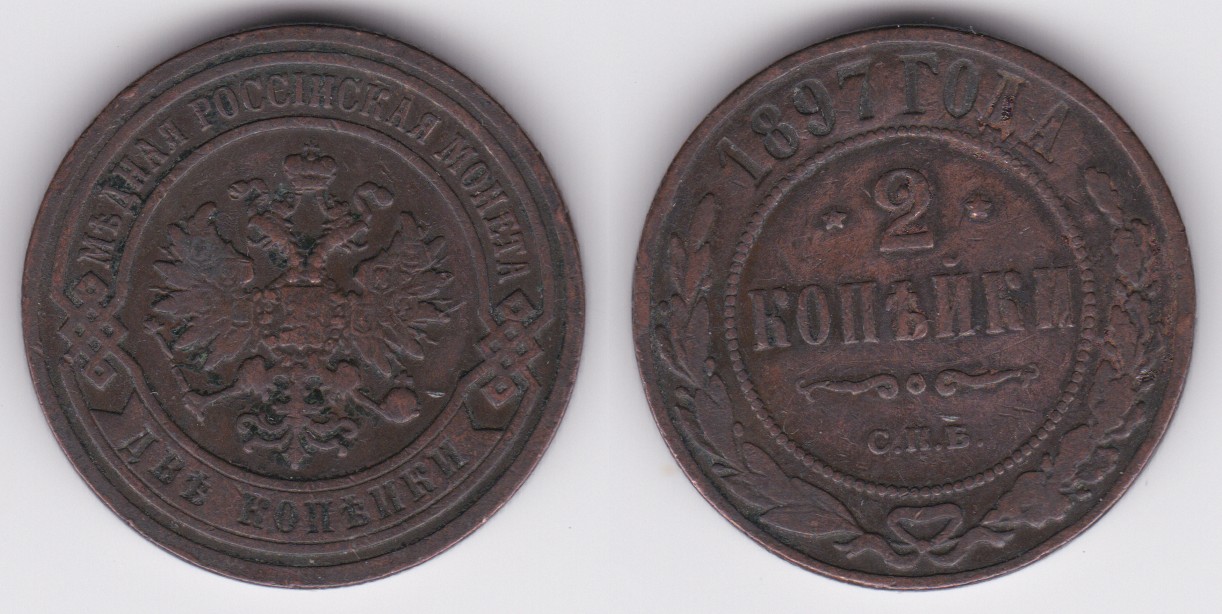 МѢДНАЯ РОССІЙСКАЯ МОНЕТА
ДВѢ КОПѢЙКИ
1897 ГОДА
2
КОПѢЙКИ
С.П.Б.